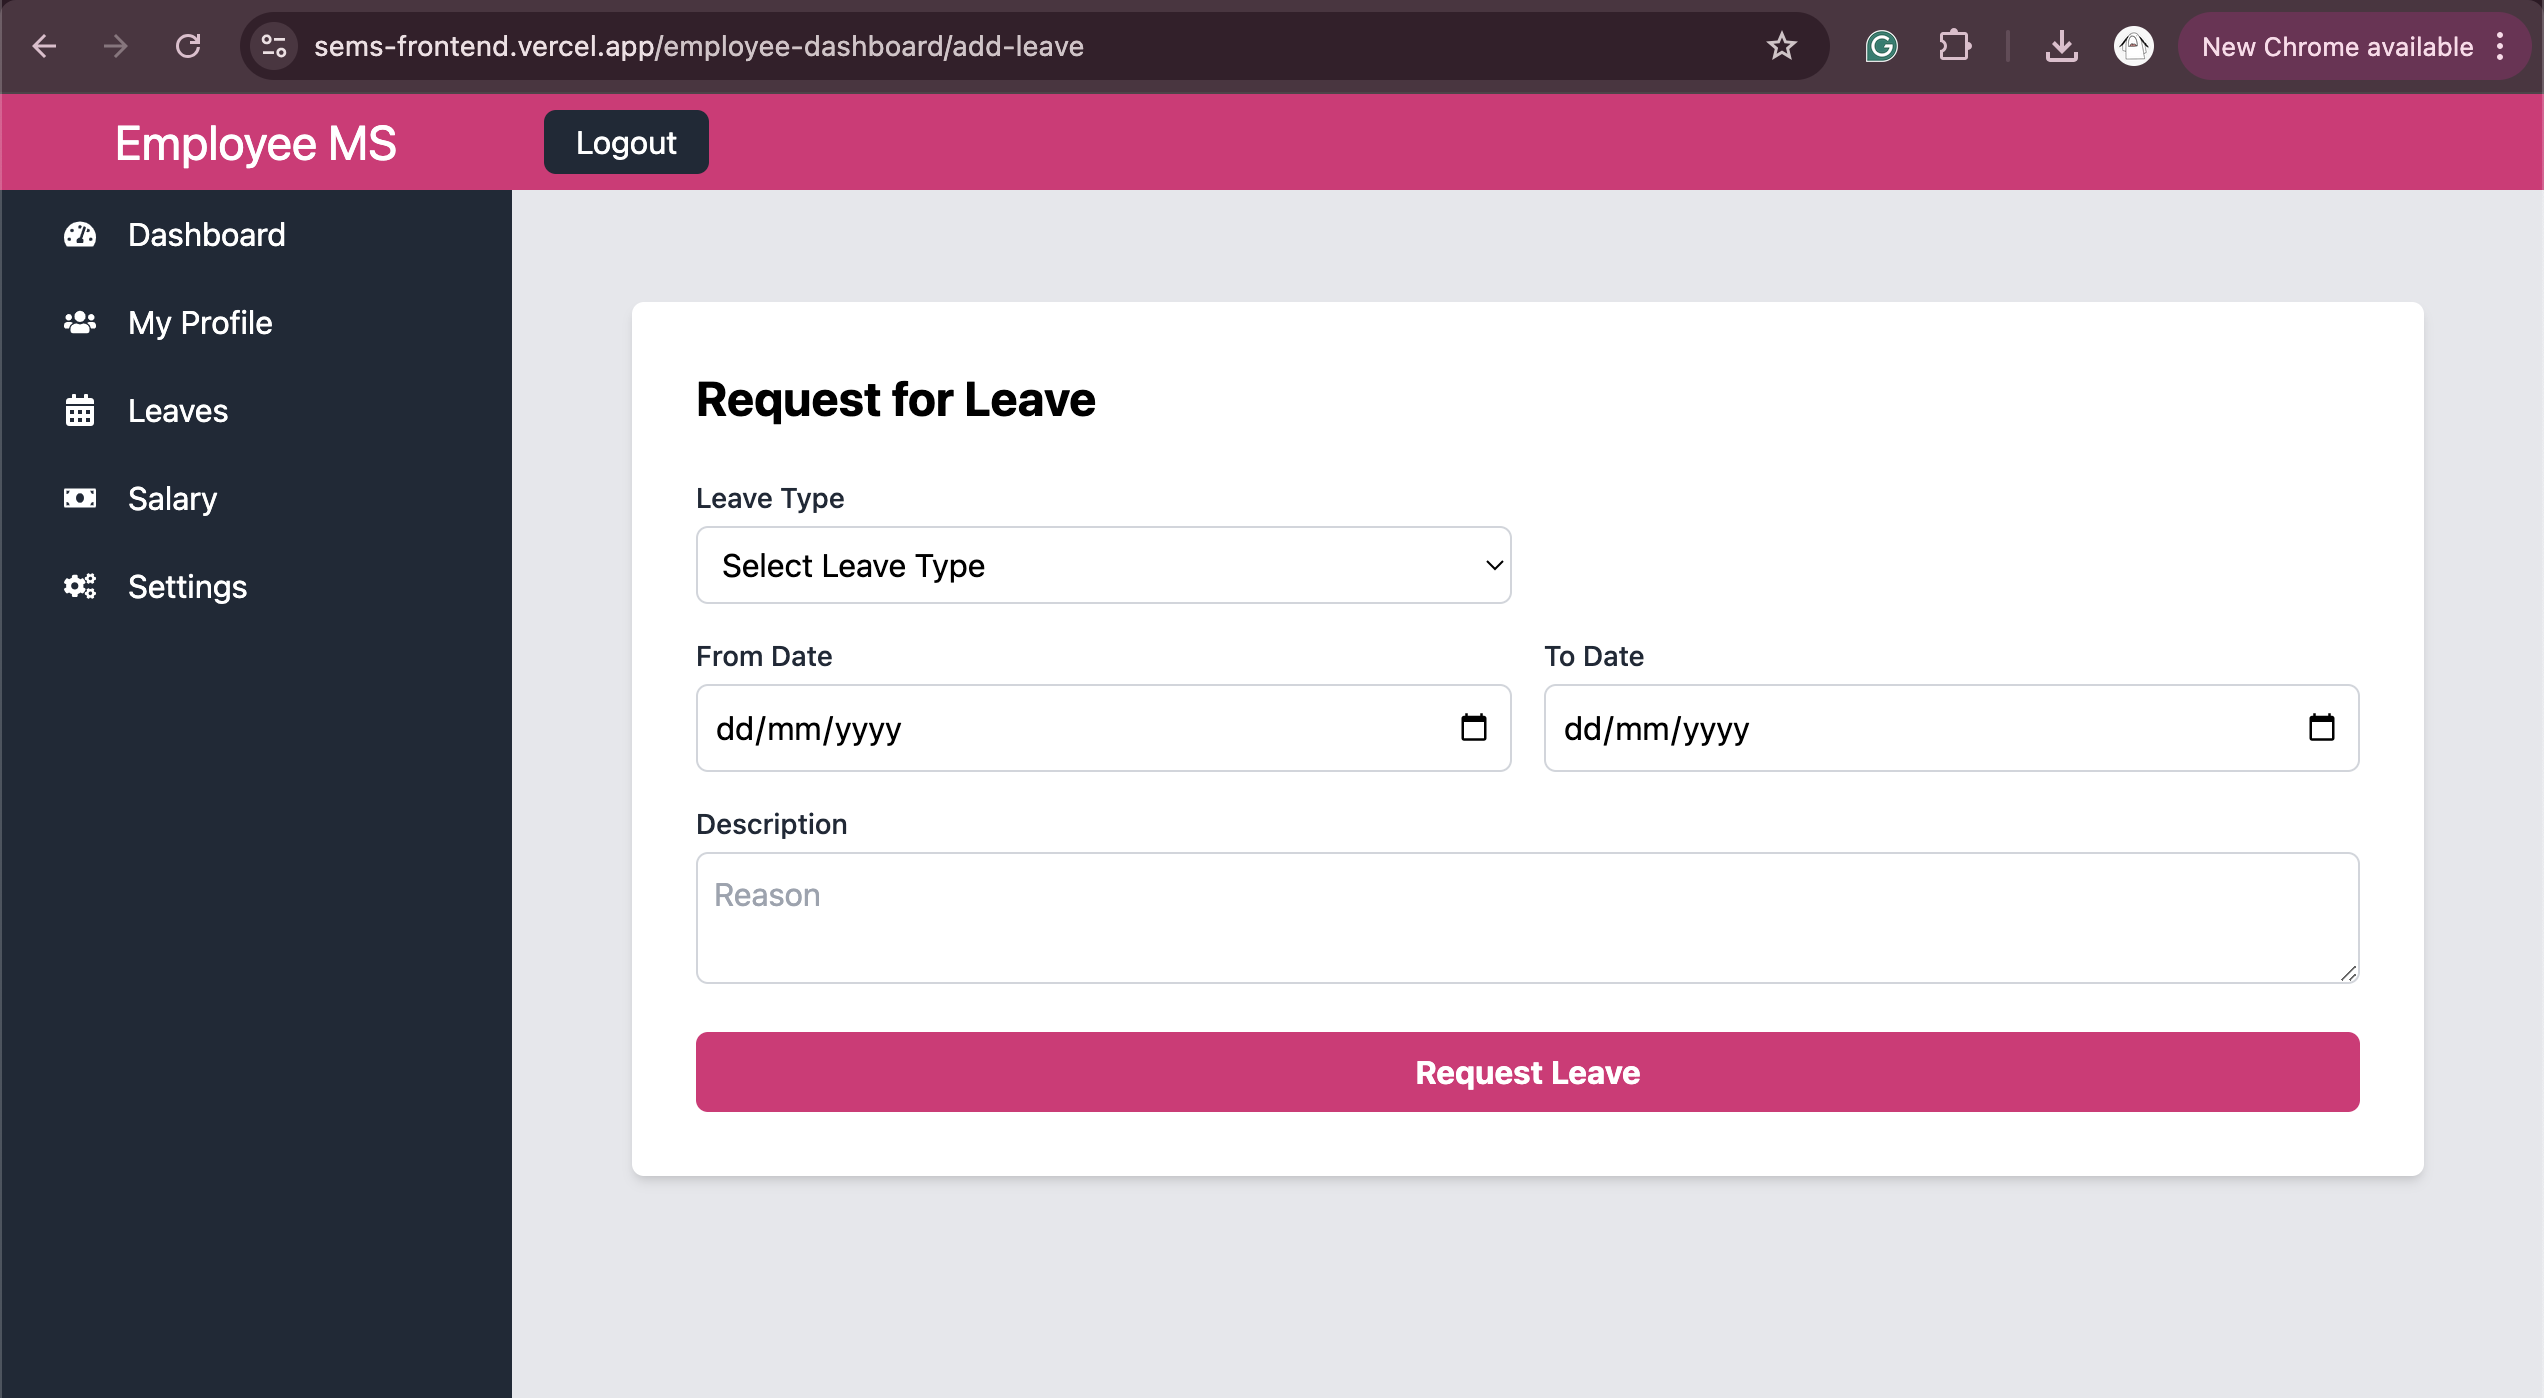 sems-frontend.vercel.app/employee-dashboard/add-leave
New Chrome available
Employee MS
Logout
Dashboard
My Profile
Leaves
Salary
Settings
Request for Leave
Leave Type
Select Leave Type
From Date
To Date
dd/mm/yyyy
dd/mm/yyyy
Description
Reason
Request Leave